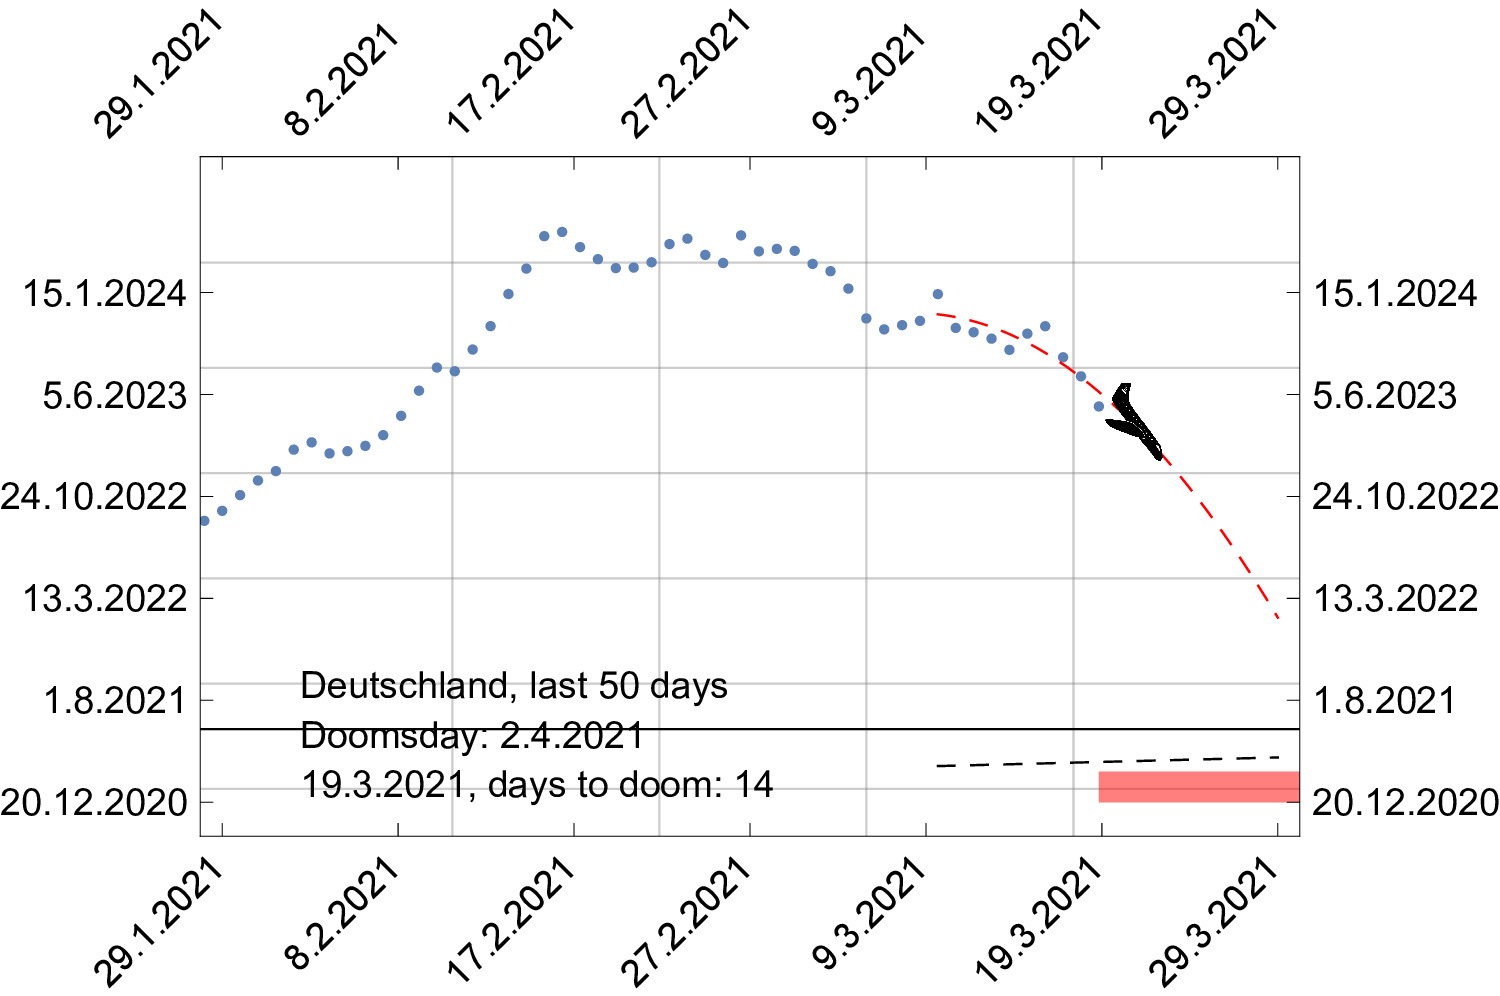 29.1.2021 8.2.2021 17.2.2021 27.2.2021 9.3.2021 19.3.2021 29.3.2021
15.1.2024 15.1.2024
5.6.2023 5.6.2023
24.10.2022 24.10.2022
13.3.2022 13.3.2022
Deutschland, last 50 days
1.8.2021 1.8.2021
Doomsday: 2.4.2021
19.3.2021, days to doom: 14
20.12.2020 20.12.2020
29.1.2021 8.2.2021 17.2.2021 27.2.2021 9.3.2021 19.3.2021 29.3.2021